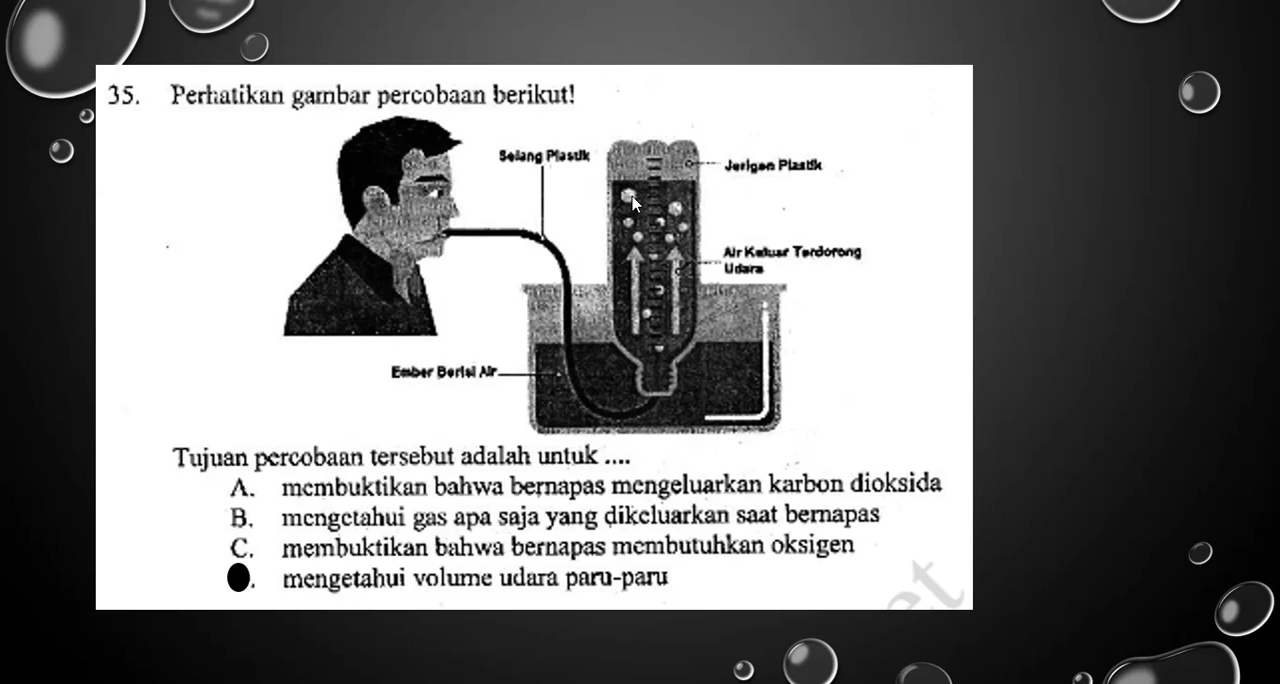 35. Perhatikan gambar percobaan berikut!
Selang Plastik
Jerigen Plastik
Air Keluar Terdorong
Udara
Ember Berisi Air
Tujuan percobaan tersebut adalah untuk ....
A. membuktikan bahwa bernapas mengeluarkan karbon dioksida
B. mengetahui gas apa saja yang dikeluarkan saat bernapas
C. membuktikan bahwa bernapas membutuhkan oksigen
. mengetahui volume udara paru-paru
et